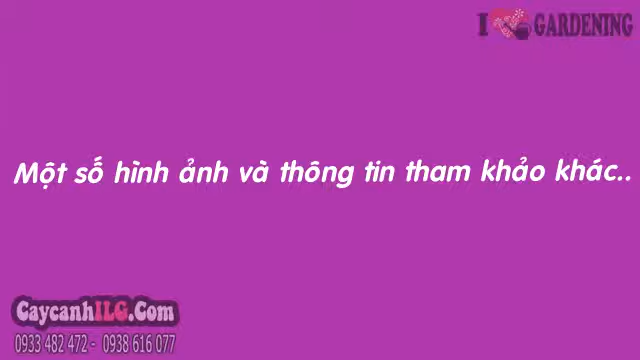 I GARDENING
Một số hình ảnh và thông tin tham khảo khác..
CaycanhILG.Com
0933 482 472 - 0938 616 077